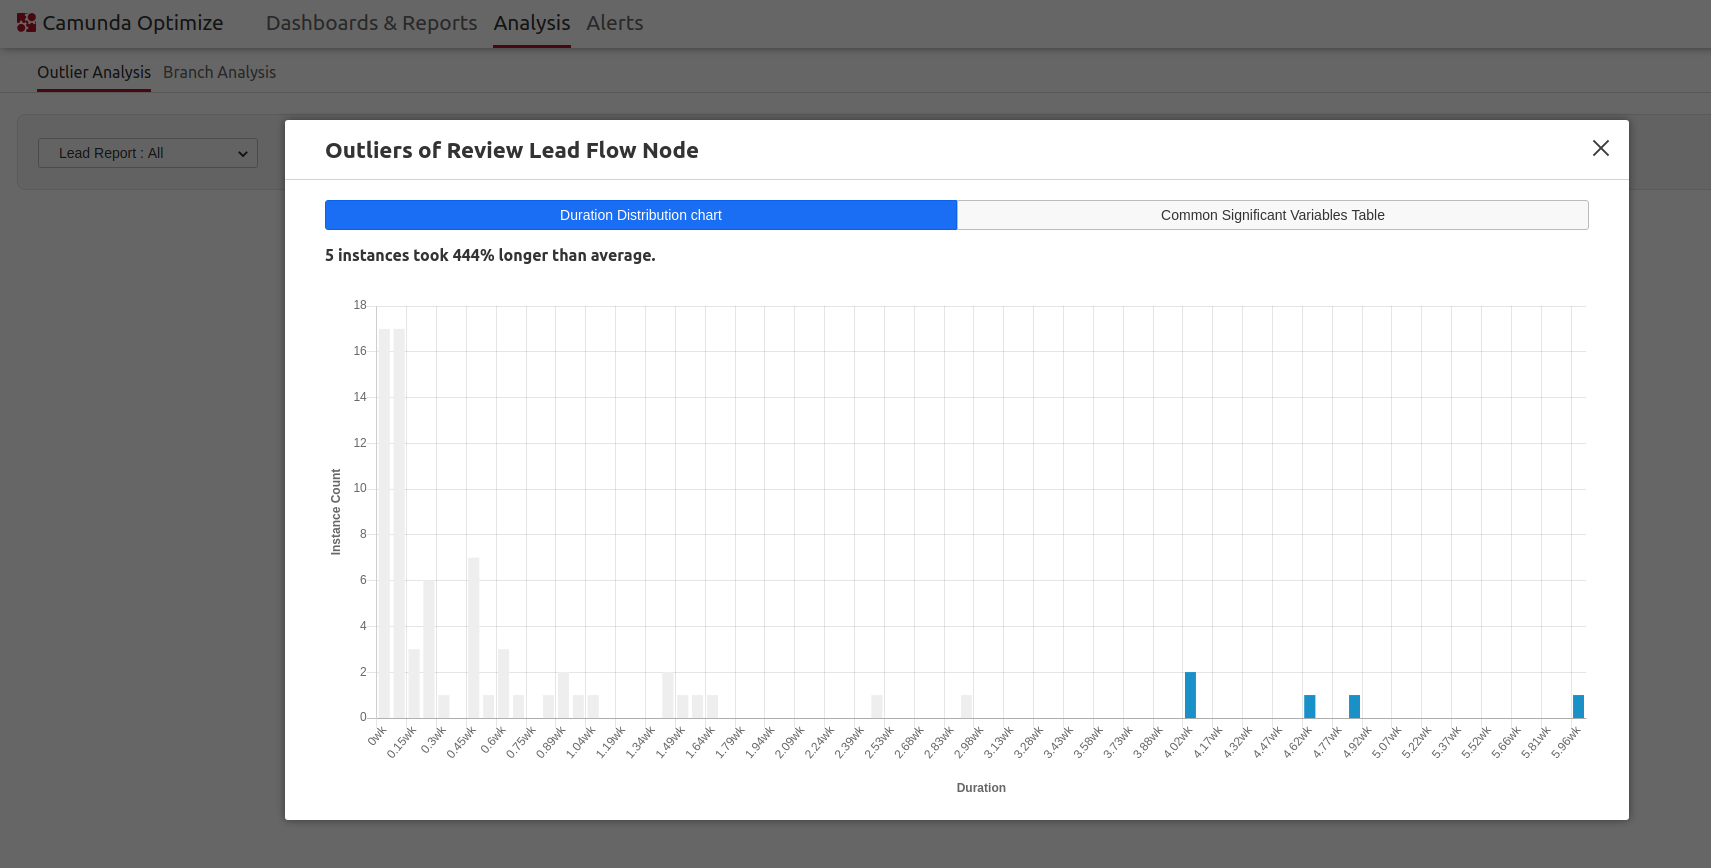 Camunda Optimize Dashboards & Reports Analysis Alerts
Outlier Analysis Branch Analysis
Lead Report : All
Outliers of Review Lead Flow Node
Duration Distribution chart Common Significant Variables Table
5 instances took 444% longer than average.
18
16
14
12
10
8
6
4
2
0
Instance Count
0wk 0.15wk 0.3wk 0.45wk 0.6wk 0.75wk 0.89wk 1.04wk 1.19wk 1.34wk 1.49wk 1.64wk 1.79wk 1.94wk 2.09wk 2.24wk 2.39wk 2.53wk 2.68wk 2.83wk 2.98wk 3.13wk 3.28wk 3.43wk 3.58wk 3.73wk 3.88wk 4.02wk 4.17wk 4.32wk 4.47wk 4.62wk 4.77wk 4.92wk 5.07wk 5.22wk 5.37wk 5.52wk 5.66wk 5.81wk 5.96wk
Duration